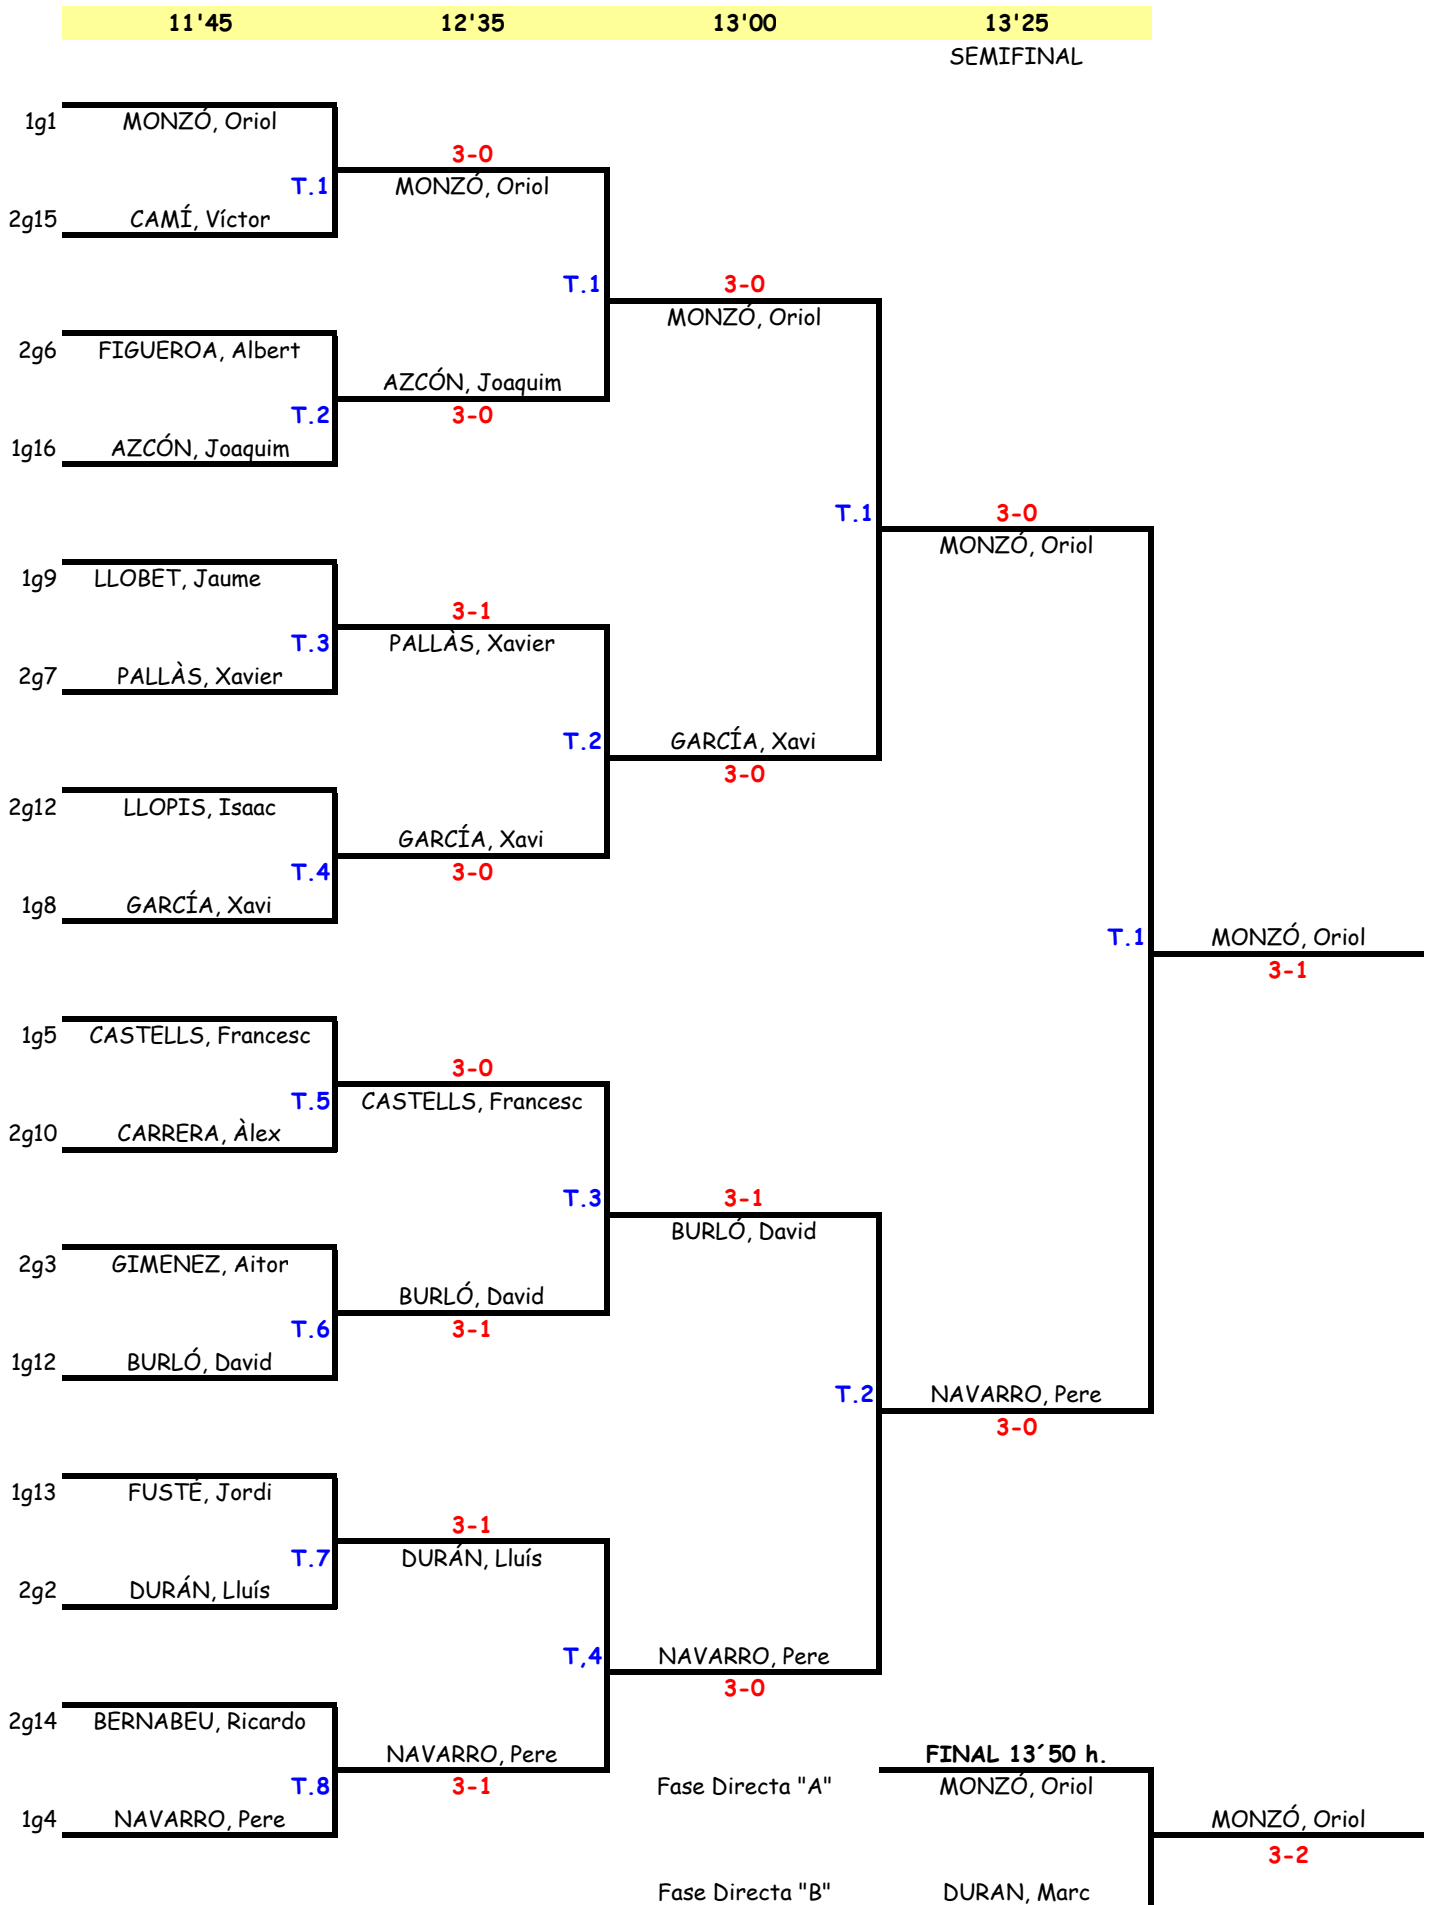 11'45 12'35 13'00 13'25
SEMIFINAL
1g1 MONZÓ, Oriol
3-0
T.1 MONZÓ, Oriol
2g15 CAMÍ, Víctor
T.1 3-0
MONZÓ, Oriol
2g6 FIGUEROA, Albert
AZCÓN, Joaquim
T.2 3-0
1g16 AZCÓN, Joaquim
T.1 3-0
MONZÓ, Oriol
1g9 LLOBET, Jaume
3-1
T.3 PALLÀS, Xavier
2g7 PALLÀS, Xavier
T.2 GARCÍA, Xavi
3-0
2g12 LLOPIS, Isaac
GARCÍA, Xavi
T.4 3-0
1g8 GARCÍA, Xavi
T.1 MONZÓ, Oriol
3-1
1g5 CASTELLS, Francesc
3-0
T.5 CASTELLS, Francesc
2g10 CARRERA, Àlex
T.3 3-1
BURLÓ, David
2g3 GIMENEZ, Aitor
BURLÓ, David
T.6 3-1
1g12 BURLÓ, David
T.2 NAVARRO, Pere
3-0
1g13 FUSTÉ, Jordi
3-1
T.7 DURÁN, Lluís
2g2 DURÁN, Lluís
T,4 NAVARRO, Pere
3-0
2g14 BERNABEU, Ricardo
NAVARRO, Pere FINAL 13´50 h.
T.8 3-1 Fase Directa "A" MONZÓ, Oriol
1g4 NAVARRO, Pere MONZÓ, Oriol
3-2
Fase Directa "B" DURAN, Marc